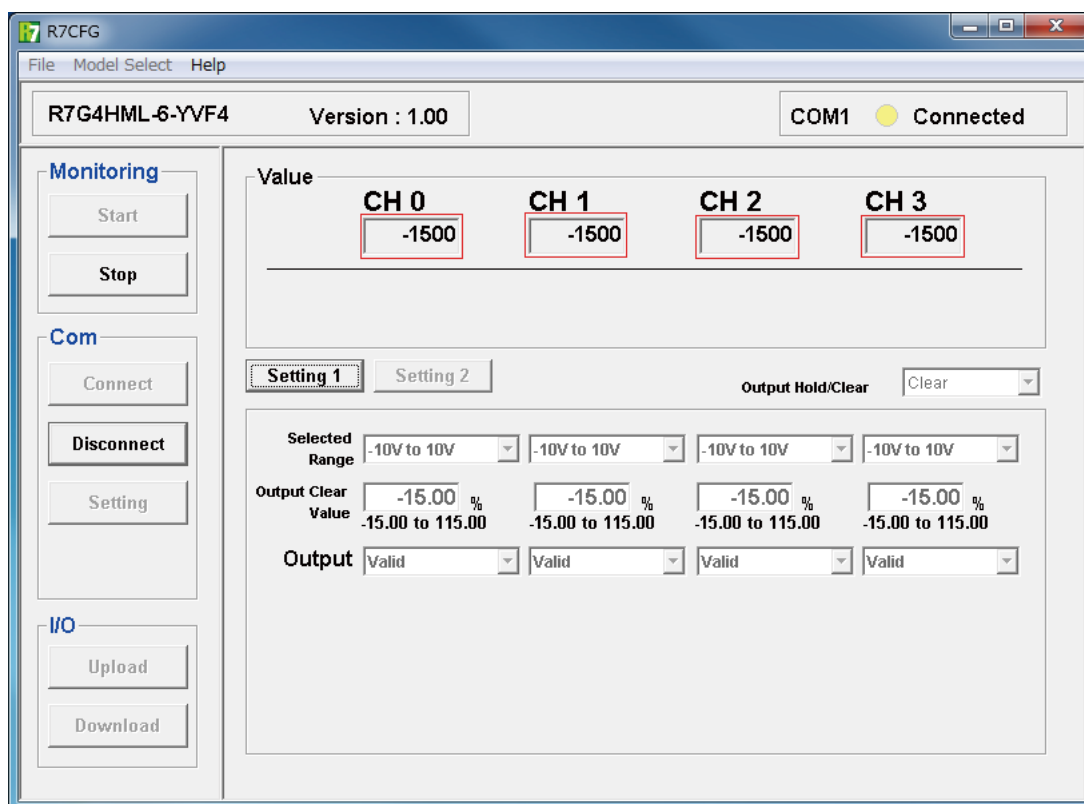 R7 R7CFG
File Model Select Help
R7G4HML-6-YVF4 Version : 1.00 COM1 Connected
Monitoring
Start
Stop
Com
Connect
Disconnect
Setting
I/O
Upload
Download
Value
CH 0 CH 1 CH 2 CH 3
-1500 -1500 -1500 -1500
Setting 1 Setting 2 Output Hold/Clear Clear
Selected Range -10V to 10V -10V to 10V -10V to 10V -10V to 10V
Output Clear Value -15.00 % -15.00 % -15.00 % -15.00 %
-15.00 to 115.00 -15.00 to 115.00 -15.00 to 115.00 -15.00 to 115.00
Output Valid Valid Valid Valid